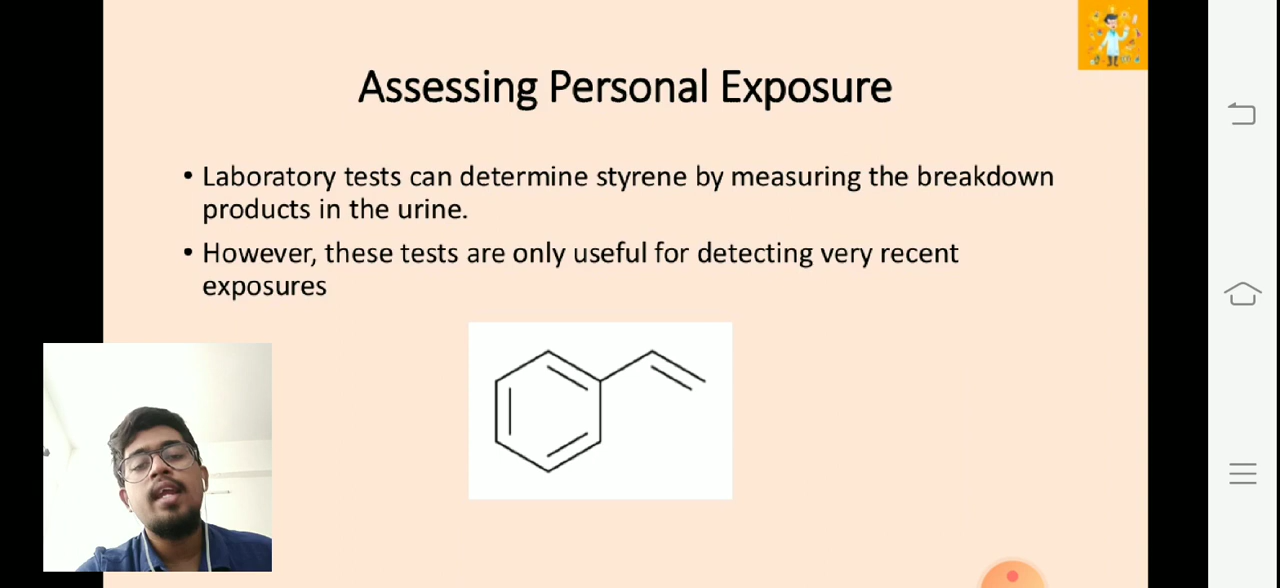 Assessing Personal Exposure
• Laboratory tests can determine styrene by measuring the breakdown
products in the urine.
• However, these tests are only useful for detecting very recent
exposures